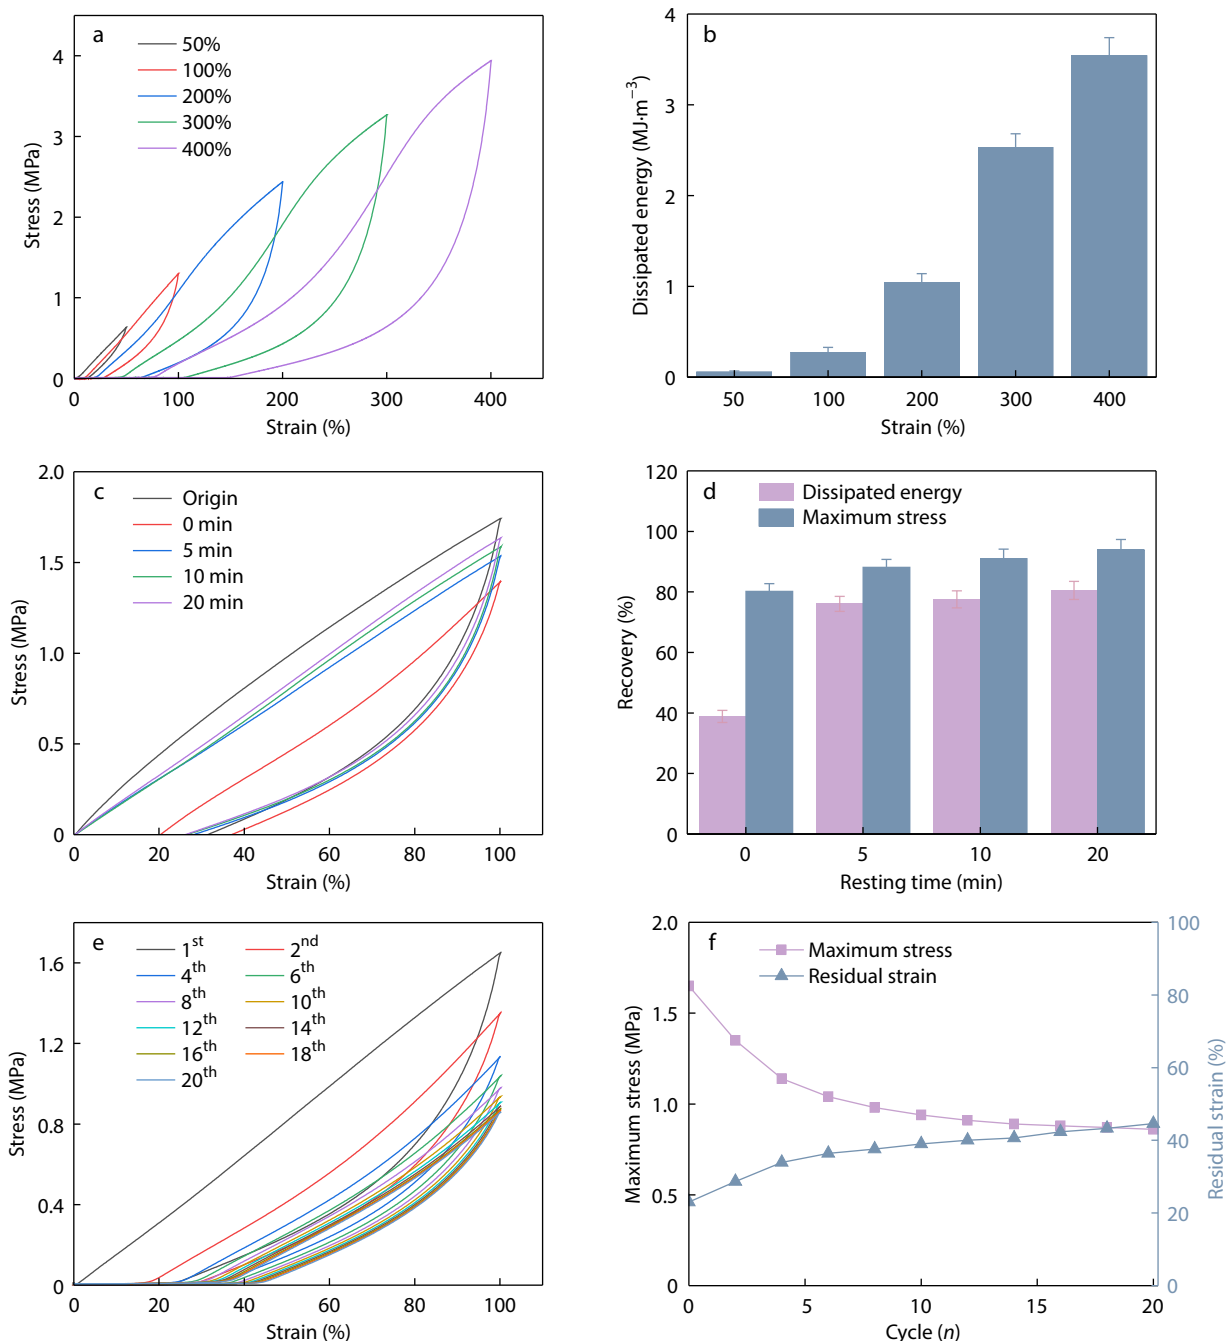 a
50%
100%
200%
300%
400%
4
3
2
1
0
Stress (MPa)
0
100
200
300
400
Strain (%)
b
4
3
2
1
0
Dissipated energy (MJ·m⁻³)
50
100
200
300
400
Strain (%)
c
Origin
0 min
5 min
10 min
20 min
2.0
1.5
1.0
0.5
0
Stress (MPa)
0
20
40
60
80
100
Strain (%)
d
Dissipated energy
Maximum stress
120
100
80
60
40
20
0
Recovery (%)
0
5
10
20
Resting time (min)
e
1st
2nd
4th
6th
8th
10th
12th
14th
16th
18th
20th
1.6
1.2
0.8
0.4
0
Stress (MPa)
0
20
40
60
80
100
Strain (%)
f
Maximum stress
Residual strain
2.0
1.5
1.0
0.5
0
Maximum stress (MPa)
100
80
60
40
20
0
Residual strain (%)
0
5
10
15
20
Cycle (n)